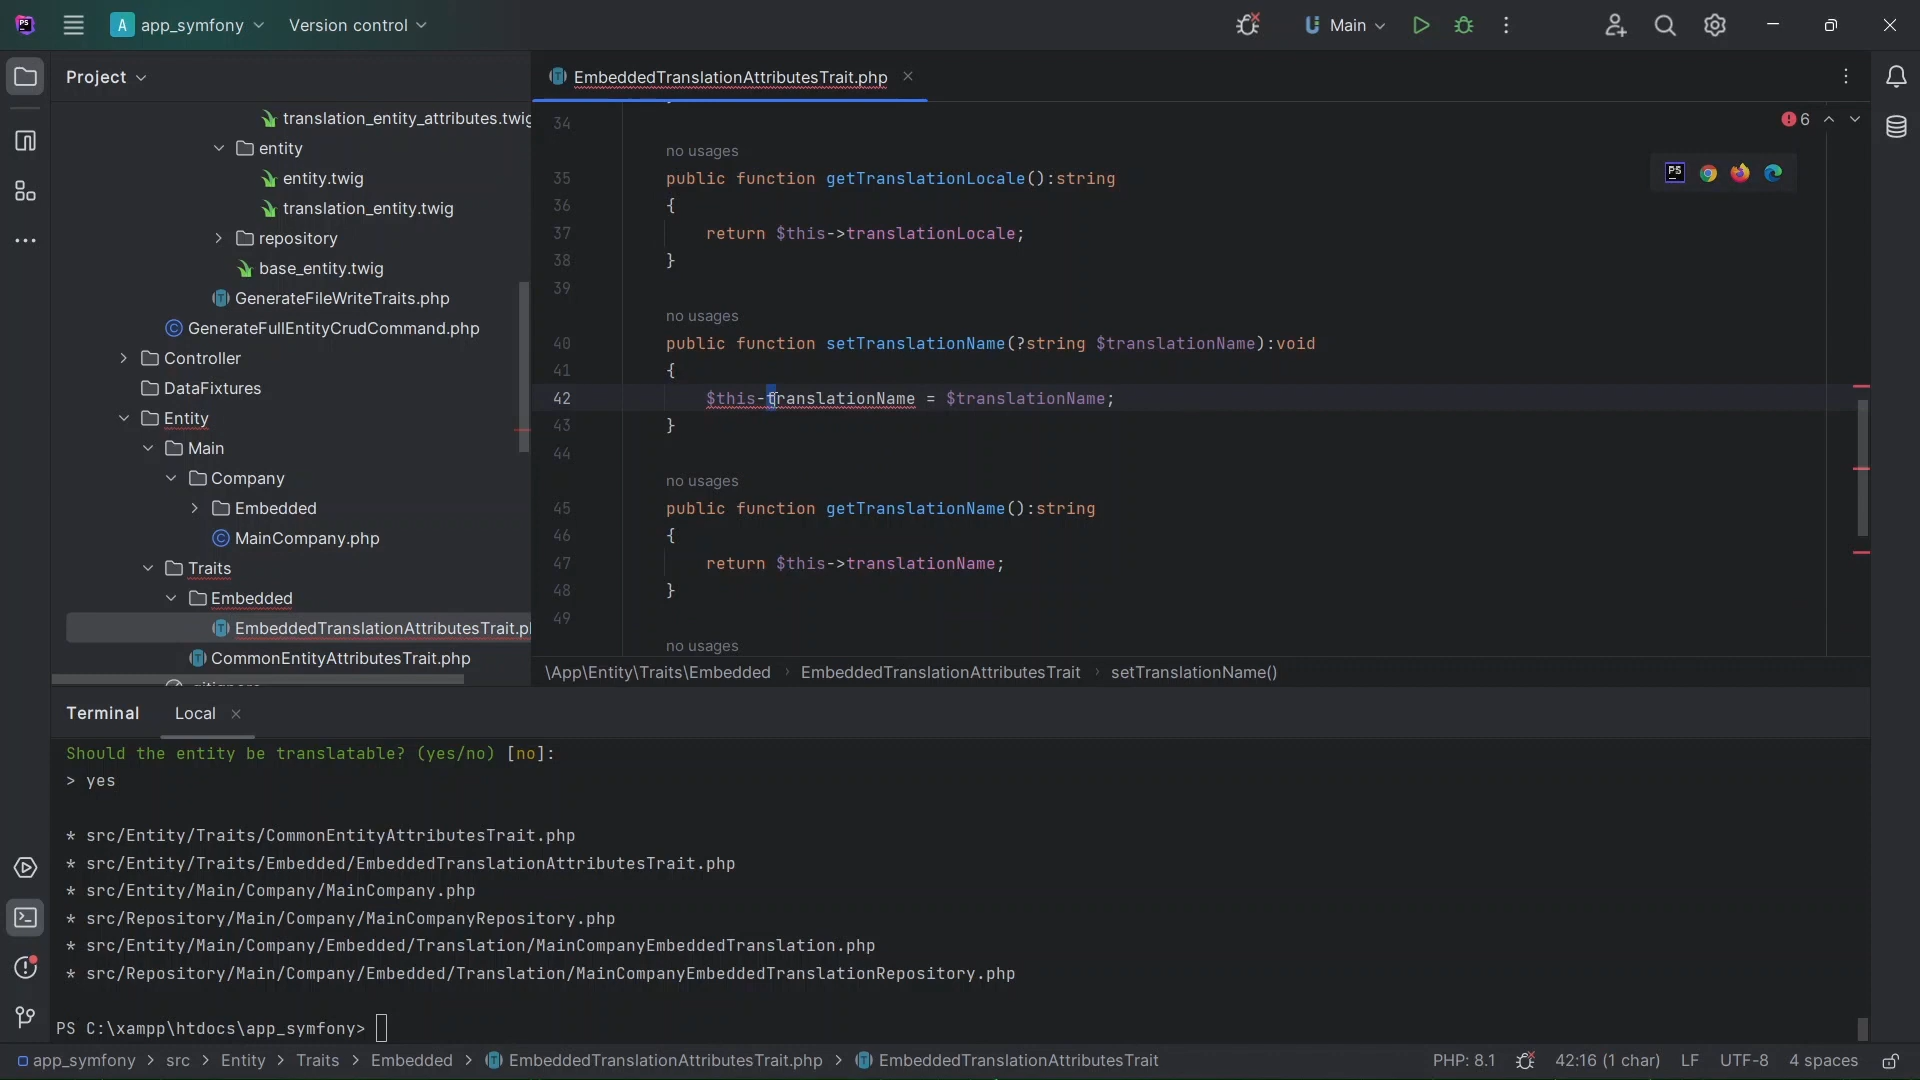 PS A app_symfony Version control Main
Project
EmbeddedTranslationAttributesTrait.php
translation_entity_attributes.twig
entity
entity.twig
translation_entity.twig
repository
base_entity.twig
GenerateFileWriteTraits.php
GenerateFullEntityCrudCommand.php
Controller
DataFixtures
Entity
Main
Company
Embedded
MainCompany.php
Traits
Embedded
EmbeddedTranslationAttributesTrait.p
CommonEntityAttributesTrait.php
6
PS
34
no usages
35 public function getTranslationLocale():string
36 {
37 return $this->translationLocale;
38 }
39
no usages
40 public function setTranslationName(?string $translationName):void
41 {
42 $this-translationName = $translationName;
43 }
44
no usages
45 public function getTranslationName():string
46 {
47 return $this->translationName;
48 }
49
no usages
\App\Entity\Traits\Embedded › EmbeddedTranslationAttributesTrait › setTranslationName()
Terminal Local
Should the entity be translatable? (yes/no) [no]:
> yes
* src/Entity/Traits/CommonEntityAttributesTrait.php
* src/Entity/Traits/Embedded/EmbeddedTranslationAttributesTrait.php
* src/Entity/Main/Company/MainCompany.php
* src/Repository/Main/Company/MainCompanyRepository.php
* src/Entity/Main/Company/Embedded/Translation/MainCompanyEmbeddedTranslation.php
* src/Repository/Main/Company/Embedded/Translation/MainCompanyEmbeddedTranslationRepository.php
PS C:\xampp\htdocs\app_symfony>
app_symfony > src > Entity > Traits > Embedded > EmbeddedTranslationAttributesTrait.php > EmbeddedTranslationAttributesTrait PHP: 8.1 42:16 (1 char) LF UTF-8 4 spaces